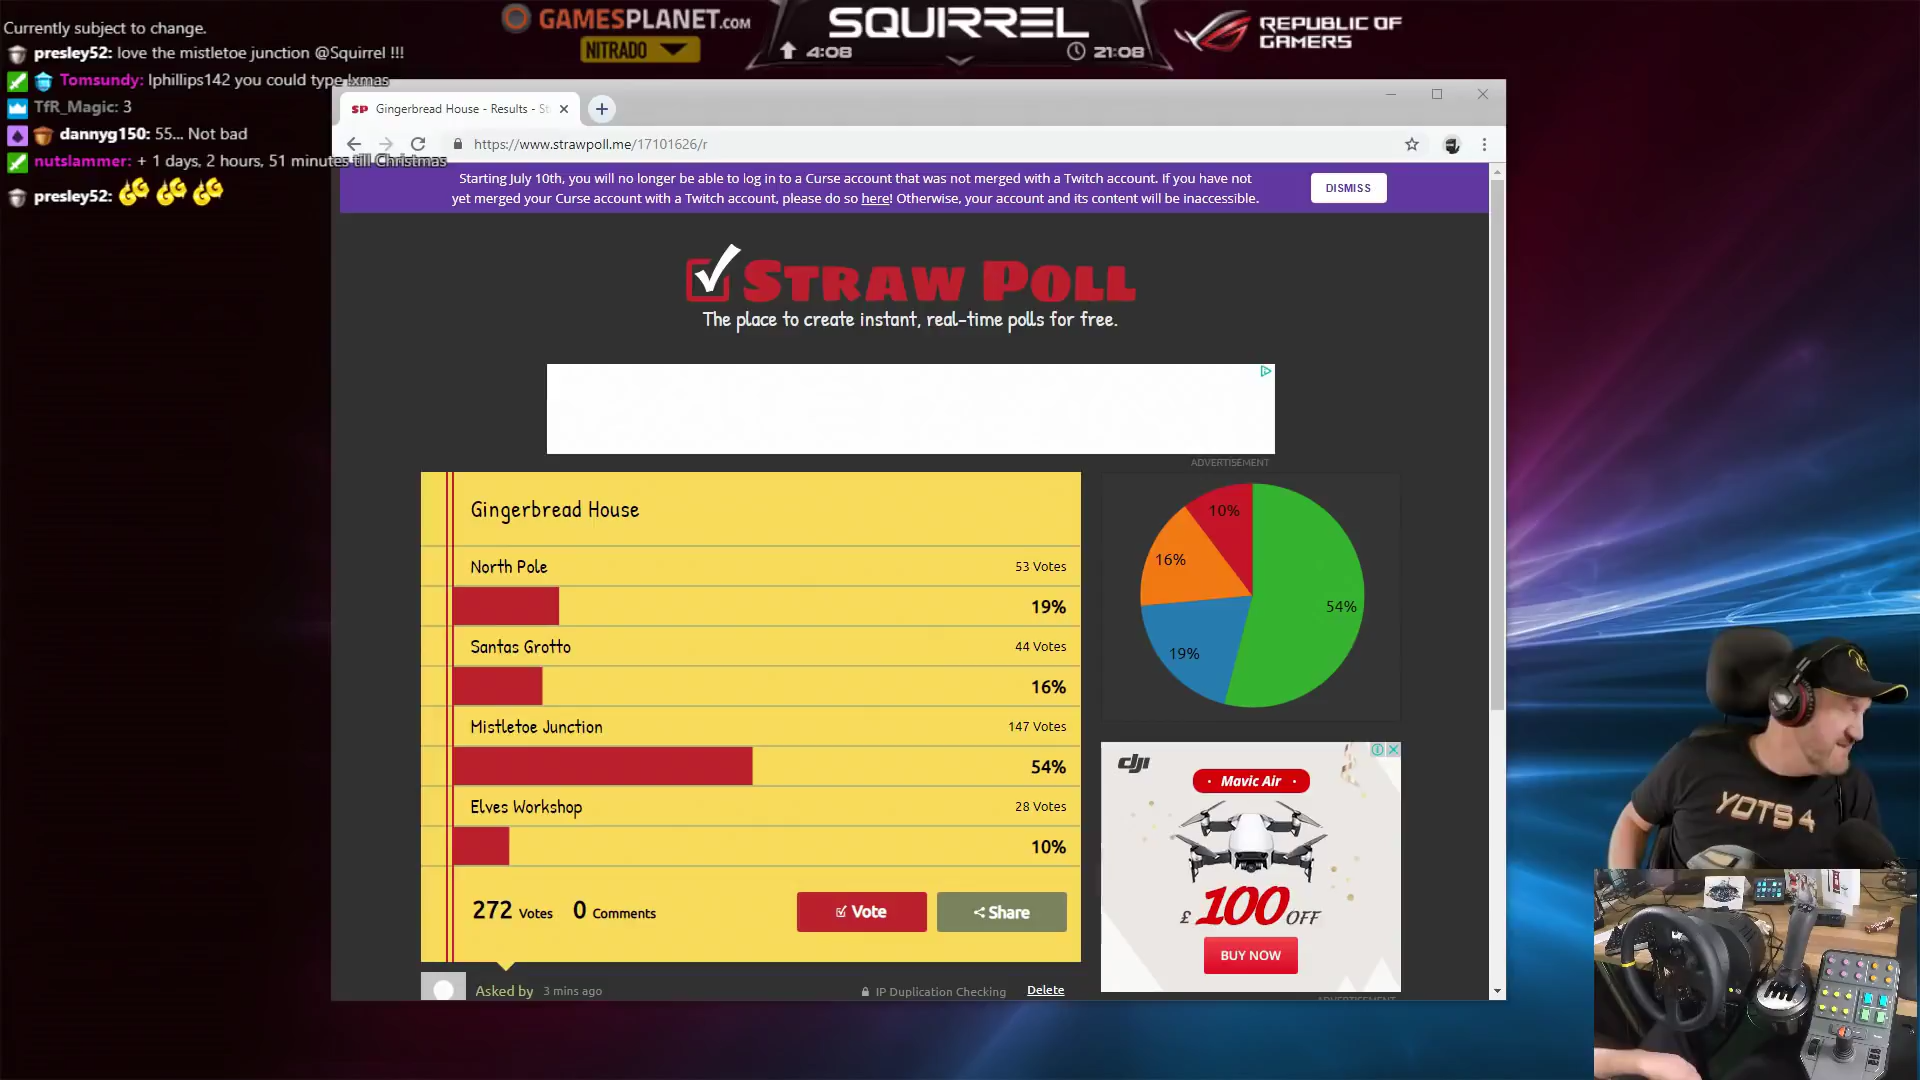 Currently subject to change.
presley52: love the mistletoe junction @Squirrel !!!
Tomsundy: lphillips142 you could type !xmas
TfR_Magic: 3
dannyg150: 55... Not bad
nutslammer: + 1 days, 2 hours, 51 minutes till Christmas
presley52:
GAMESPLANET.COM
NITRADO
SQUIRREL
4:08
21:08
REPUBLIC OF
GAMERS
SP Gingerbread House - Results - St
https://www.strawpoll.me/17101626/r
Starting July 10th, you will no longer be able to log in to a Curse account that was not merged with a Twitch account. If you have not
yet merged your Curse account with a Twitch account, please do so here! Otherwise, your account and its content will be inaccessible.
DISMISS
STRAW POLL
The place to create instant, real-time polls for free.
ADVERTISEMENT
Gingerbread House
North Pole 53 Votes
19%
Santas Grotto 44 Votes
16%
Mistletoe Junction 147 Votes
54%
Elves Workshop 28 Votes
10%
272 Votes 0 Comments
Vote
Share
Asked by 3 mins ago
IP Duplication Checking
Delete
10%
16%
54%
19%
dji
Mavic Air
£100 OFF
BUY NOW
ADVERTISEMENT
YOTS 4